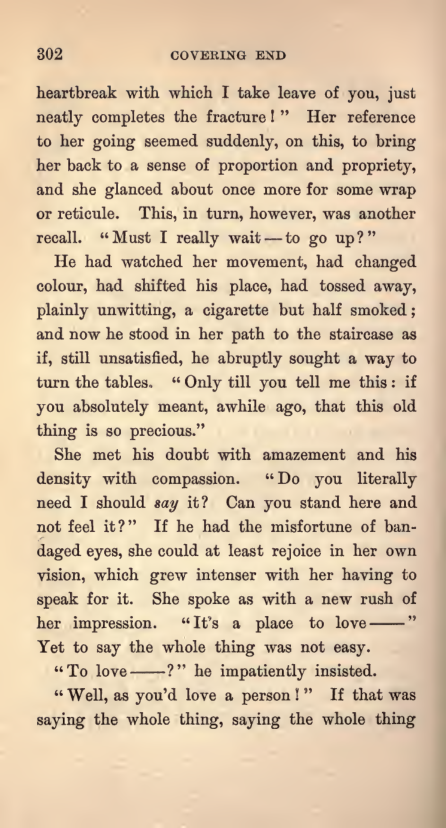 302 COVERING END
heartbreak with which I take leave of you, just
neatly completes the fracture!” Her reference
to her going seemed suddenly, on this, to bring
her back to a sense of proportion and propriety,
and she glanced about once more for some wrap
or reticule. This, in turn, however, was another
recall. “Must I really wait—to go up?”
He had watched her movement, had changed
colour, had shifted his place, had tossed away,
plainly unwitting, a cigarette but half smoked;
and now he stood in her path to the staircase as
if, still unsatisfied, he abruptly sought a way to
turn the tables. “Only till you tell me this: if
you absolutely meant, awhile ago, that this old
thing is so precious.”
She met his doubt with amazement and his
density with compassion. “Do you literally
need I should say it? Can you stand here and
not feel it?” If he had the misfortune of ban-
daged eyes, she could at least rejoice in her own
vision, which grew intenser with her having to
speak for it. She spoke as with a new rush of
her impression. “It’s a place to love——”
Yet to say the whole thing was not easy.
“To love——?” he impatiently insisted.
“Well, as you’d love a person!” If that was
saying the whole thing, saying the whole thing